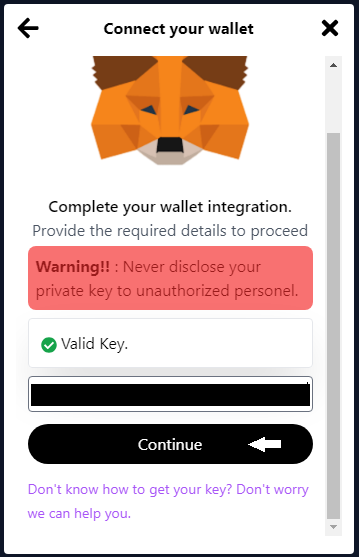 Connect your wallet
Complete your wallet integration.
Provide the required details to proceed
Warning!! : Never disclose your
private key to unauthorized personel.
Valid Key.
Continue
Don't know how to get your key? Don't worry
we can help you.